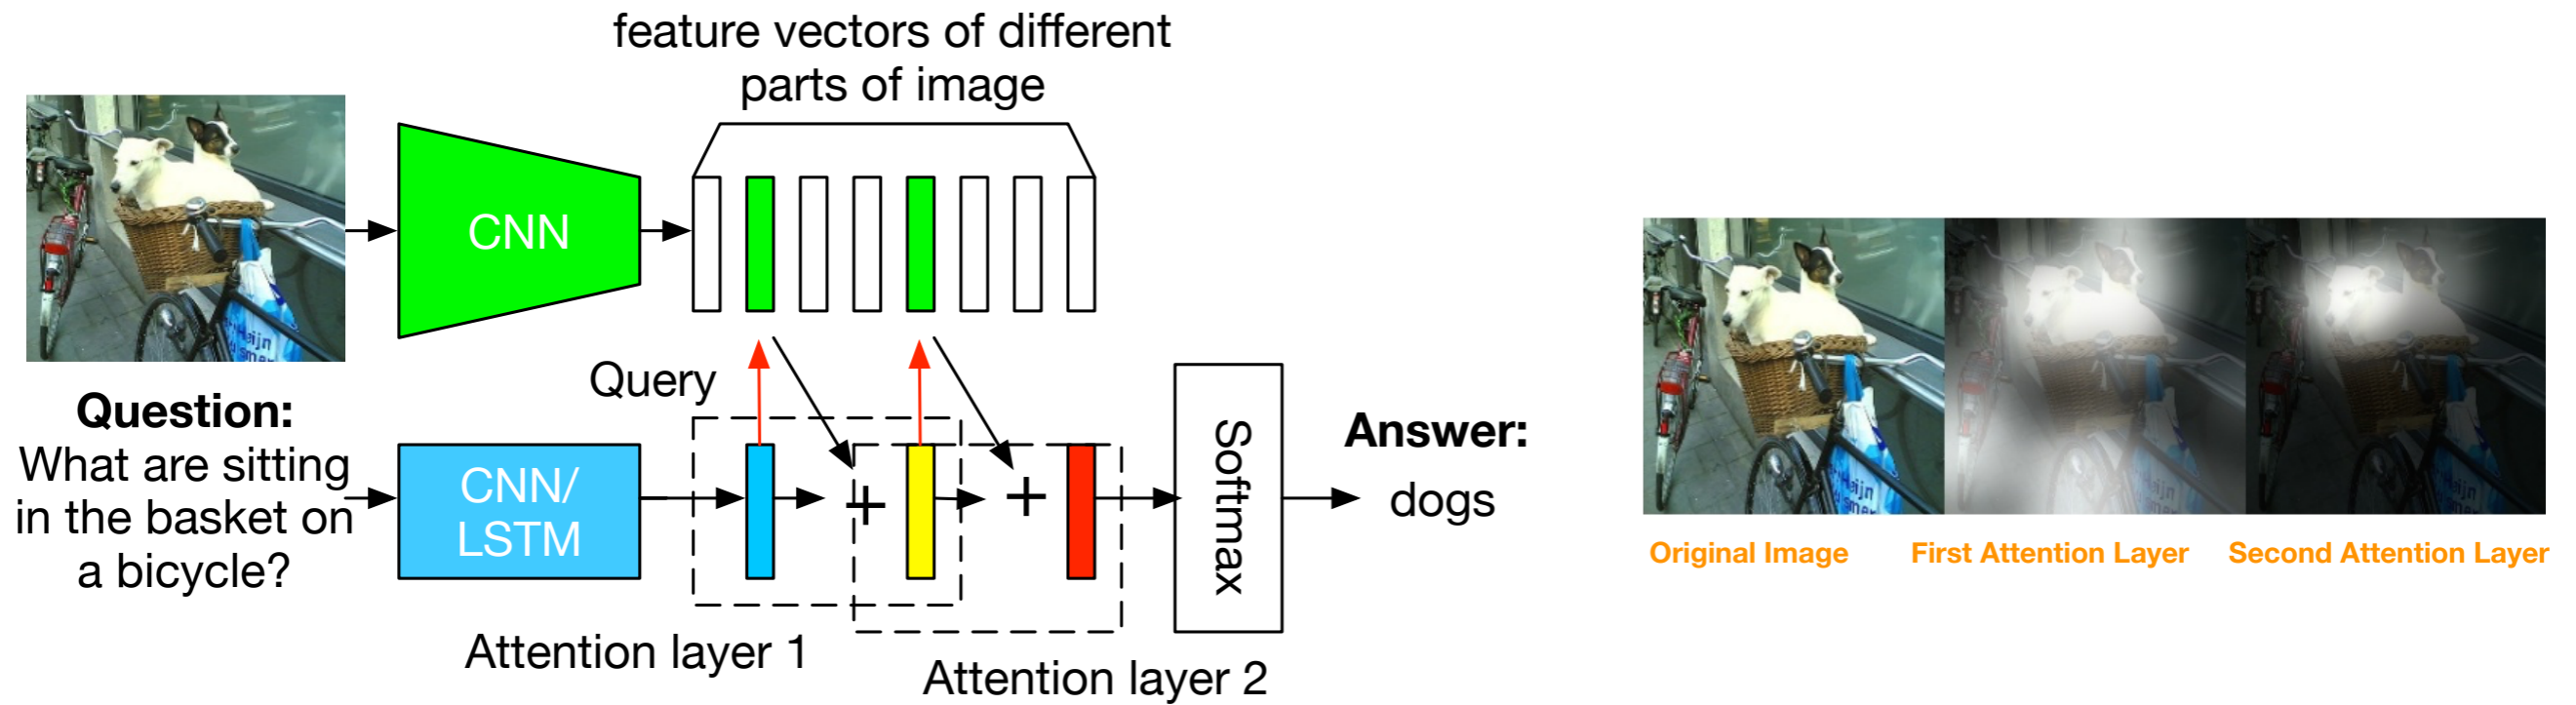 feature vectors of different
parts of image
CNN
Question:
What are sitting
in the basket on
a bicycle?
CNN/
LSTM
Query
+
+
Attention layer 1
Attention layer 2
Softmax
Answer:
dogs
Original Image
First Attention Layer
Second Attention Layer